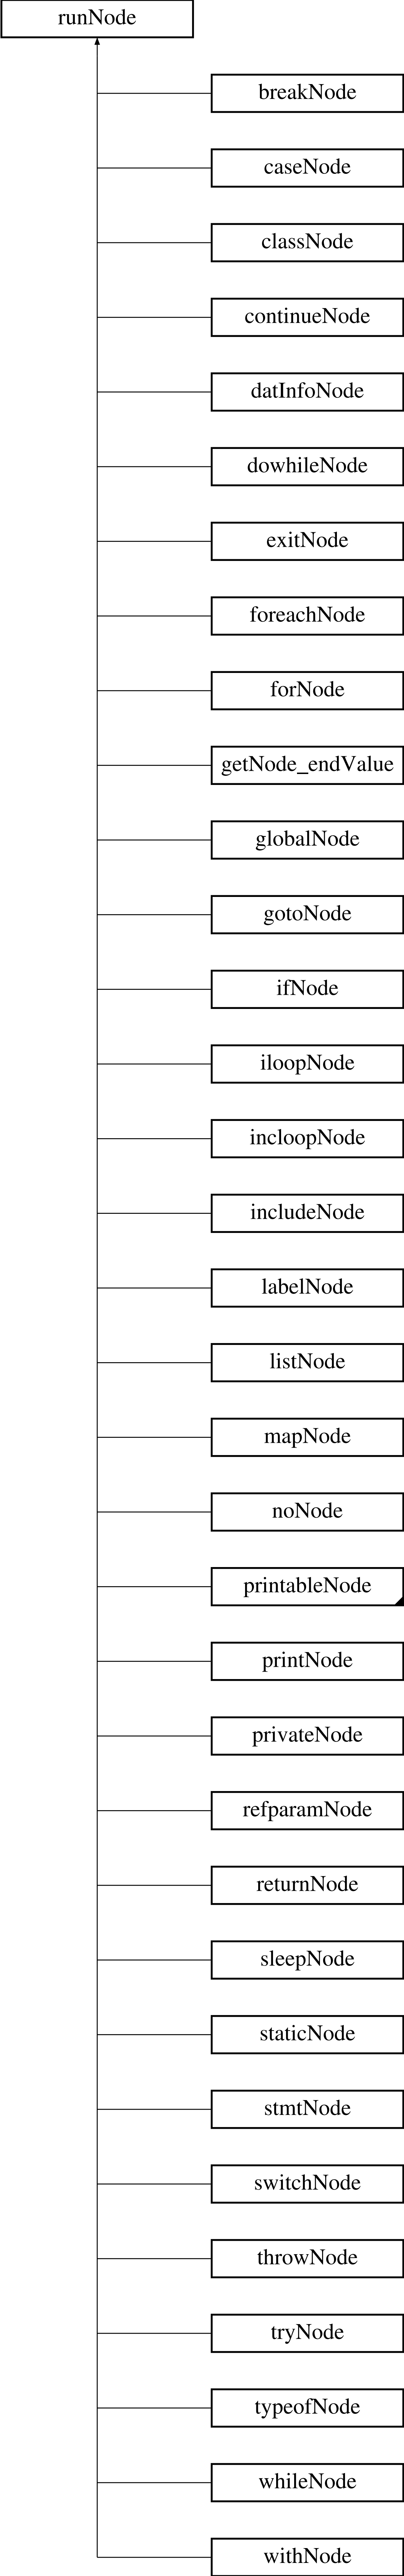 runNode
breakNode
caseNode
classNode
continueNode
datInfoNode
dowhileNode
exitNode
foreachNode
forNode
getNode_endValue
globalNode
gotoNode
ifNode
iloopNode
incloopNode
includeNode
labelNode
listNode
mapNode
noNode
printableNode
printNode
privateNode
refparamNode
returnNode
sleepNode
staticNode
stmtNode
switchNode
throwNode
tryNode
typeofNode
whileNode
withNode